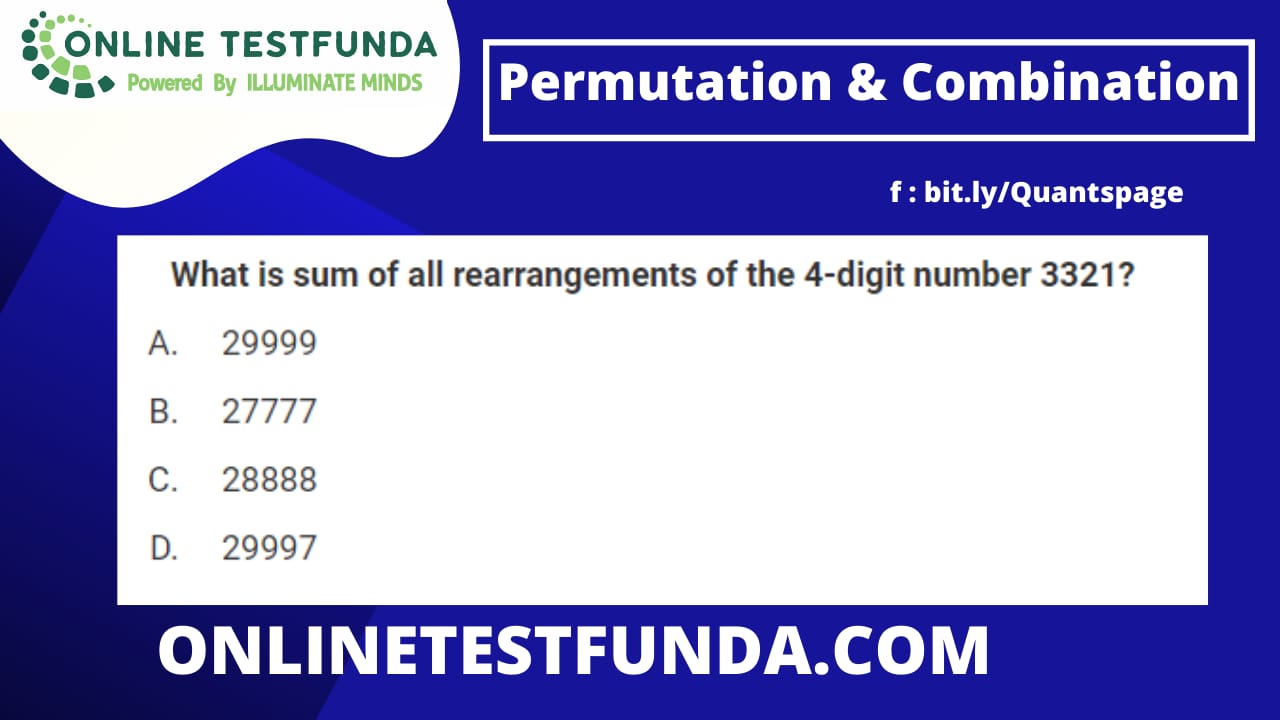 ONLINE TESTFUNDA
Powered By ILLUMINATE MINDS
Permutation & Combination
f : bit.ly/Quantspage
What is sum of all rearrangements of the 4-digit number 3321?
A. 29999
B. 27777
C. 28888
D. 29997
ONLINETESTFUNDA.COM